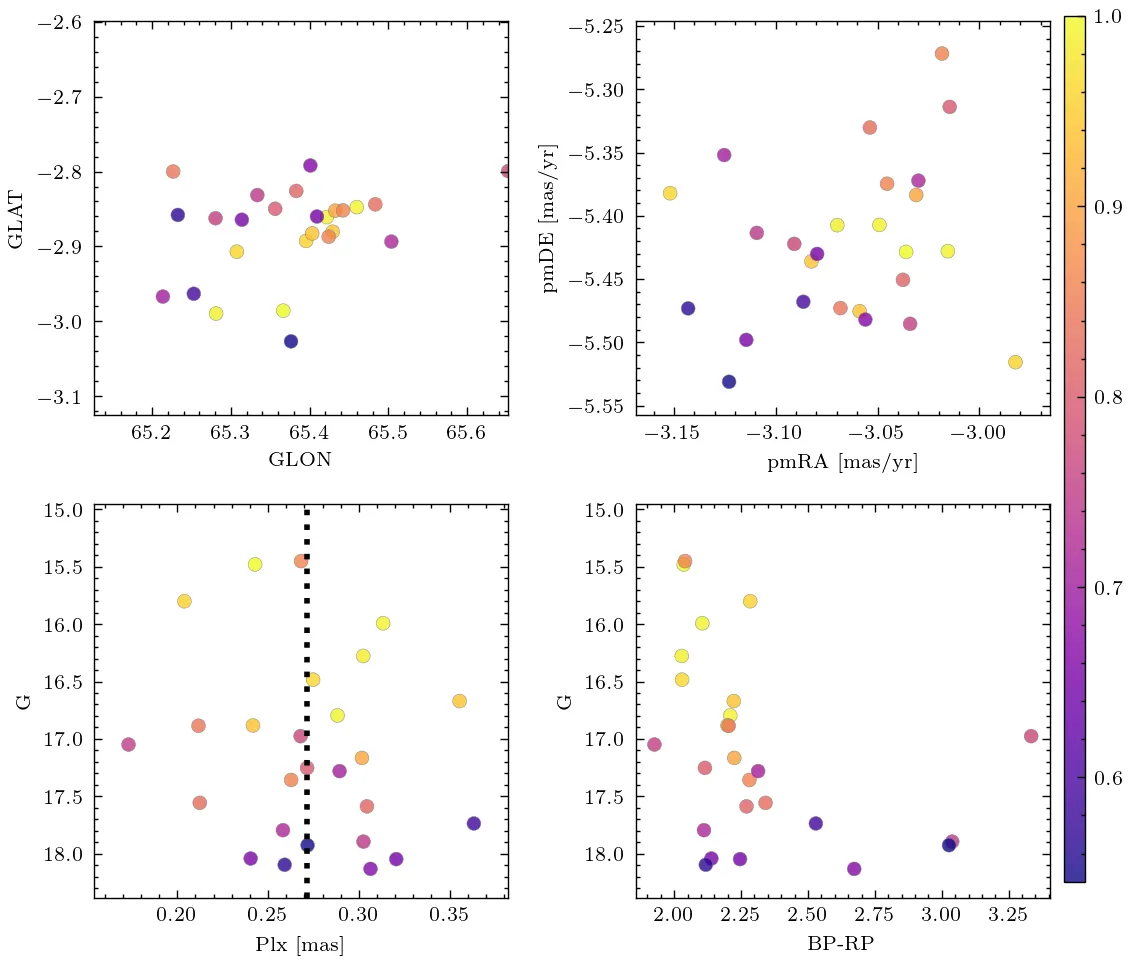 −2.6
−2.7
−2.8
−2.9
−3.0
−3.1
GLAT
65.2 65.3 65.4 65.5 65.6
GLON
−5.25
−5.30
−5.35
−5.40
−5.45
−5.50
−5.55
pmDE [mas/yr]
−3.15 −3.10 −3.05 −3.00
pmRA [mas/yr]
15.0
15.5
16.0
16.5
17.0
17.5
18.0
G
0.20 0.25 0.30 0.35
Plx [mas]
15.0
15.5
16.0
16.5
17.0
17.5
18.0
G
2.00 2.25 2.50 2.75 3.00 3.25
BP-RP
1.0
0.9
0.8
0.7
0.6